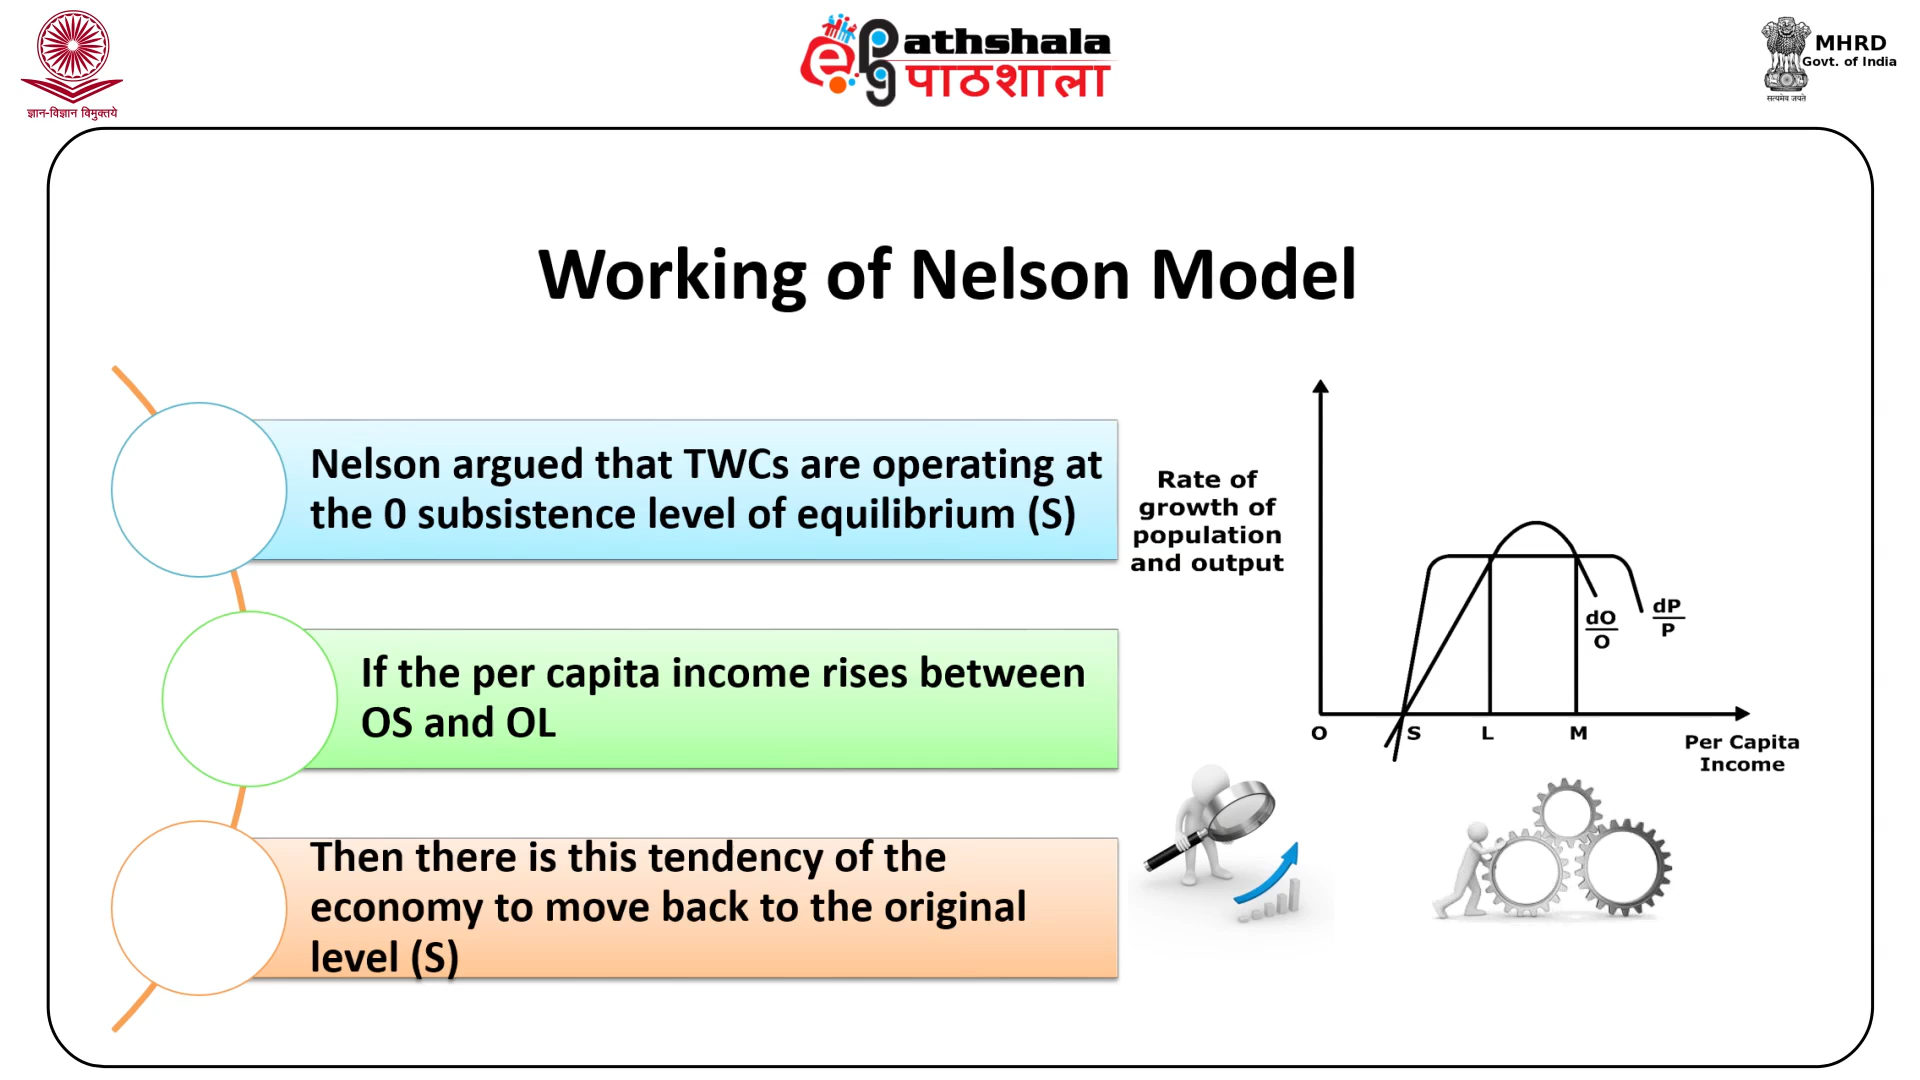 ज्ञान-विज्ञान विमुक्तये
e
PG
athshala
पाठशाला
MHRD
Govt. of India
सत्यमेव जयते
Working of Nelson Model
Nelson argued that TWCs are operating at
the 0 subsistence level of equilibrium (S)
If the per capita income rises between
OS and OL
Then there is this tendency of the
economy to move back to the original
level (S)
Rate of
growth of
population
and output
dO
O
dP
P
O S L M
Per Capita
Income